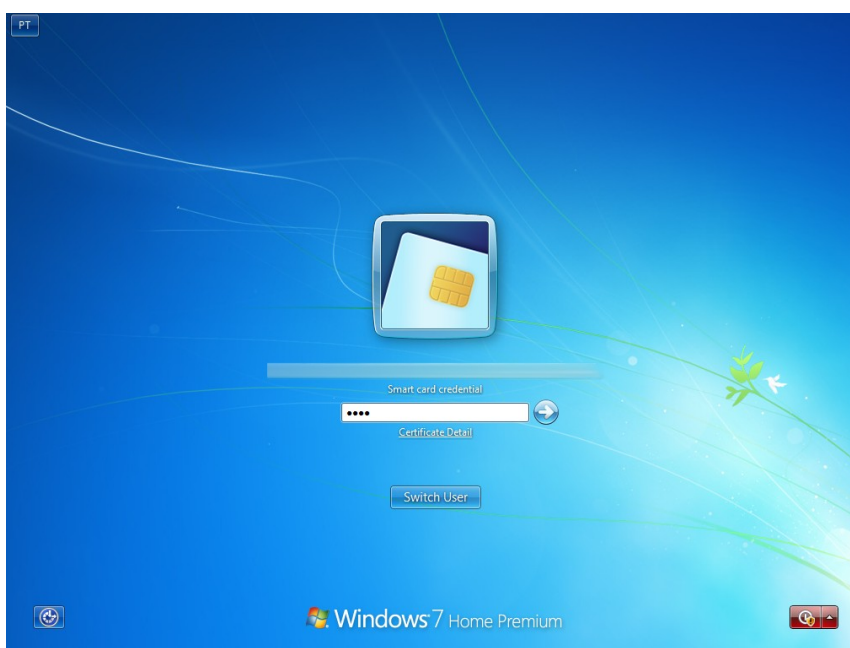 PT
Smart card credential
••••
Certificate Detail
Switch User
Windows 7 Home Premium